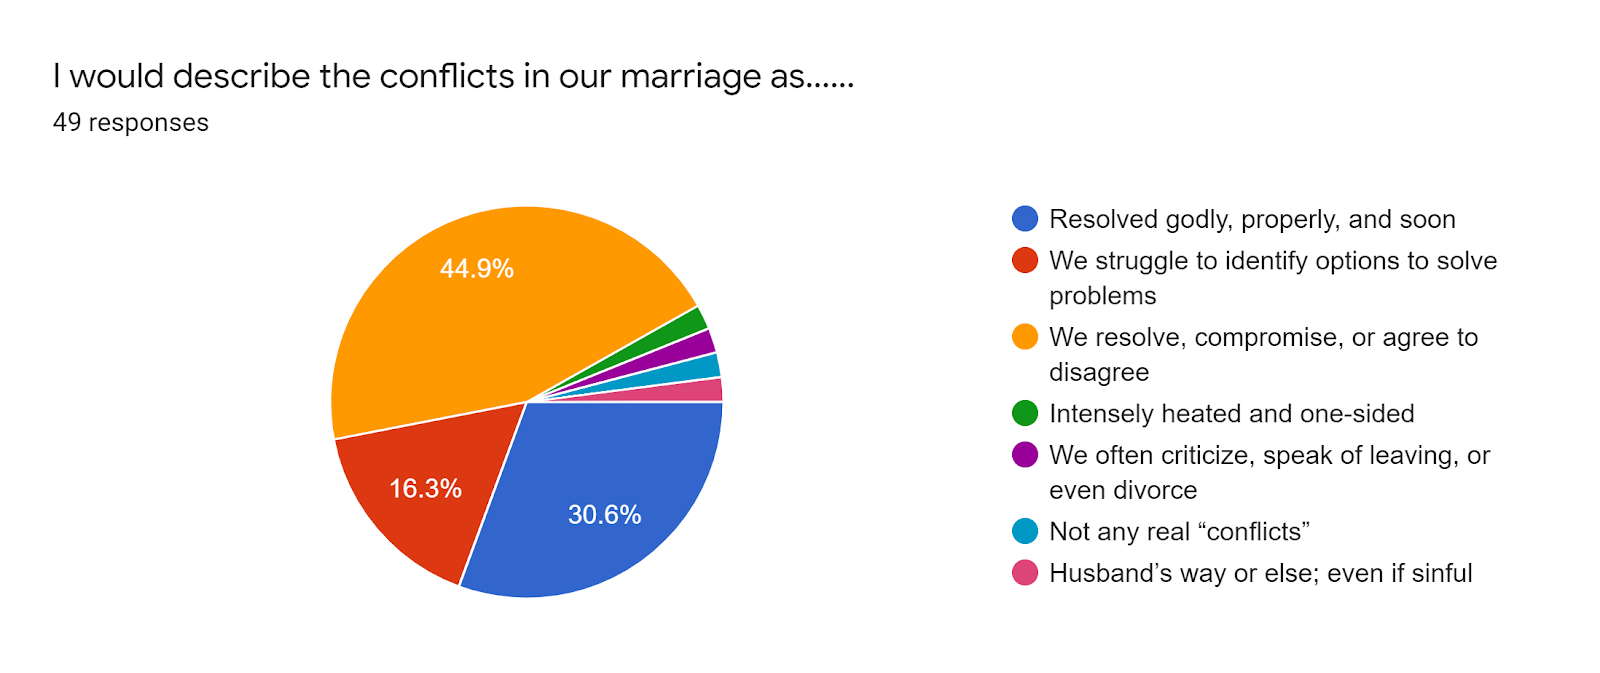 I would describe the conflicts in our marriage as......
49 responses
44.9%
16.3%
30.6%
Resolved godly, properly, and soon
We struggle to identify options to solve
problems
We resolve, compromise, or agree to
disagree
Intensely heated and one-sided
We often criticize, speak of leaving, or
even divorce
Not any real “conflicts”
Husband’s way or else; even if sinful